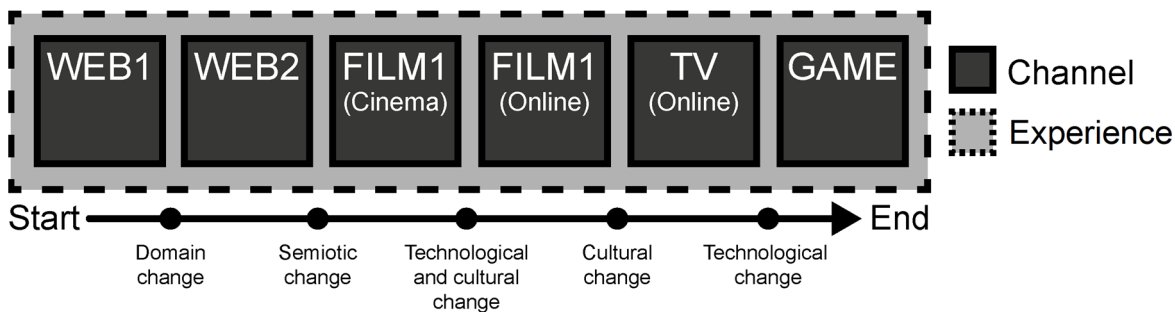 WEB1
WEB2
FILM1
(Cinema)
FILM1
(Online)
TV
(Online)
GAME
Channel
Experience
Start
End
Domain
change
Semiotic
change
Technological
and cultural
change
Cultural
change
Technological
change